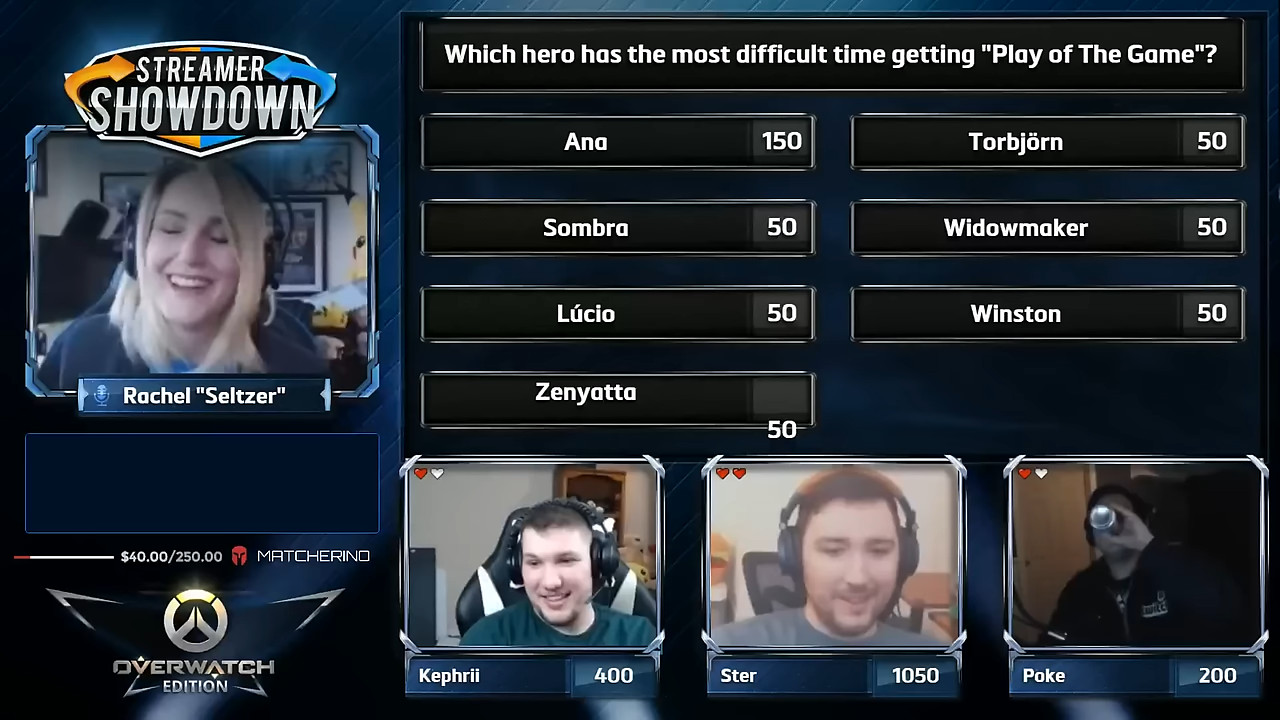 STREAMER
SHOWDOWN
Which hero has the most difficult time getting "Play of The Game"?
Ana 150
Torbjörn 50
Sombra 50
Widowmaker 50
Lúcio 50
Winston 50
Zenyatta
50
Rachel "Seltzer"
$40.00/250.00 MATCHERINO
OVERWATCH
EDITION
Kephrii 400
Ster 1050
Poke 200